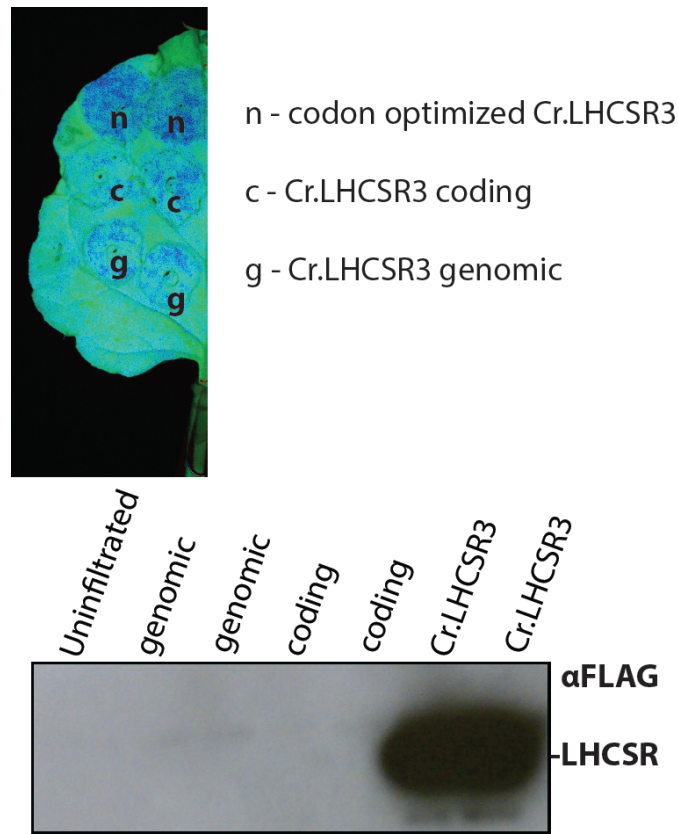 n n
n - codon optimized Cr.LHCSR3
c c
c - Cr.LHCSR3 coding
g g
g - Cr.LHCSR3 genomic
Uninfiltrated
genomic
genomic
coding
coding
Cr.LHCSR3
Cr.LHCSR3
αFLAG
-LHCSR